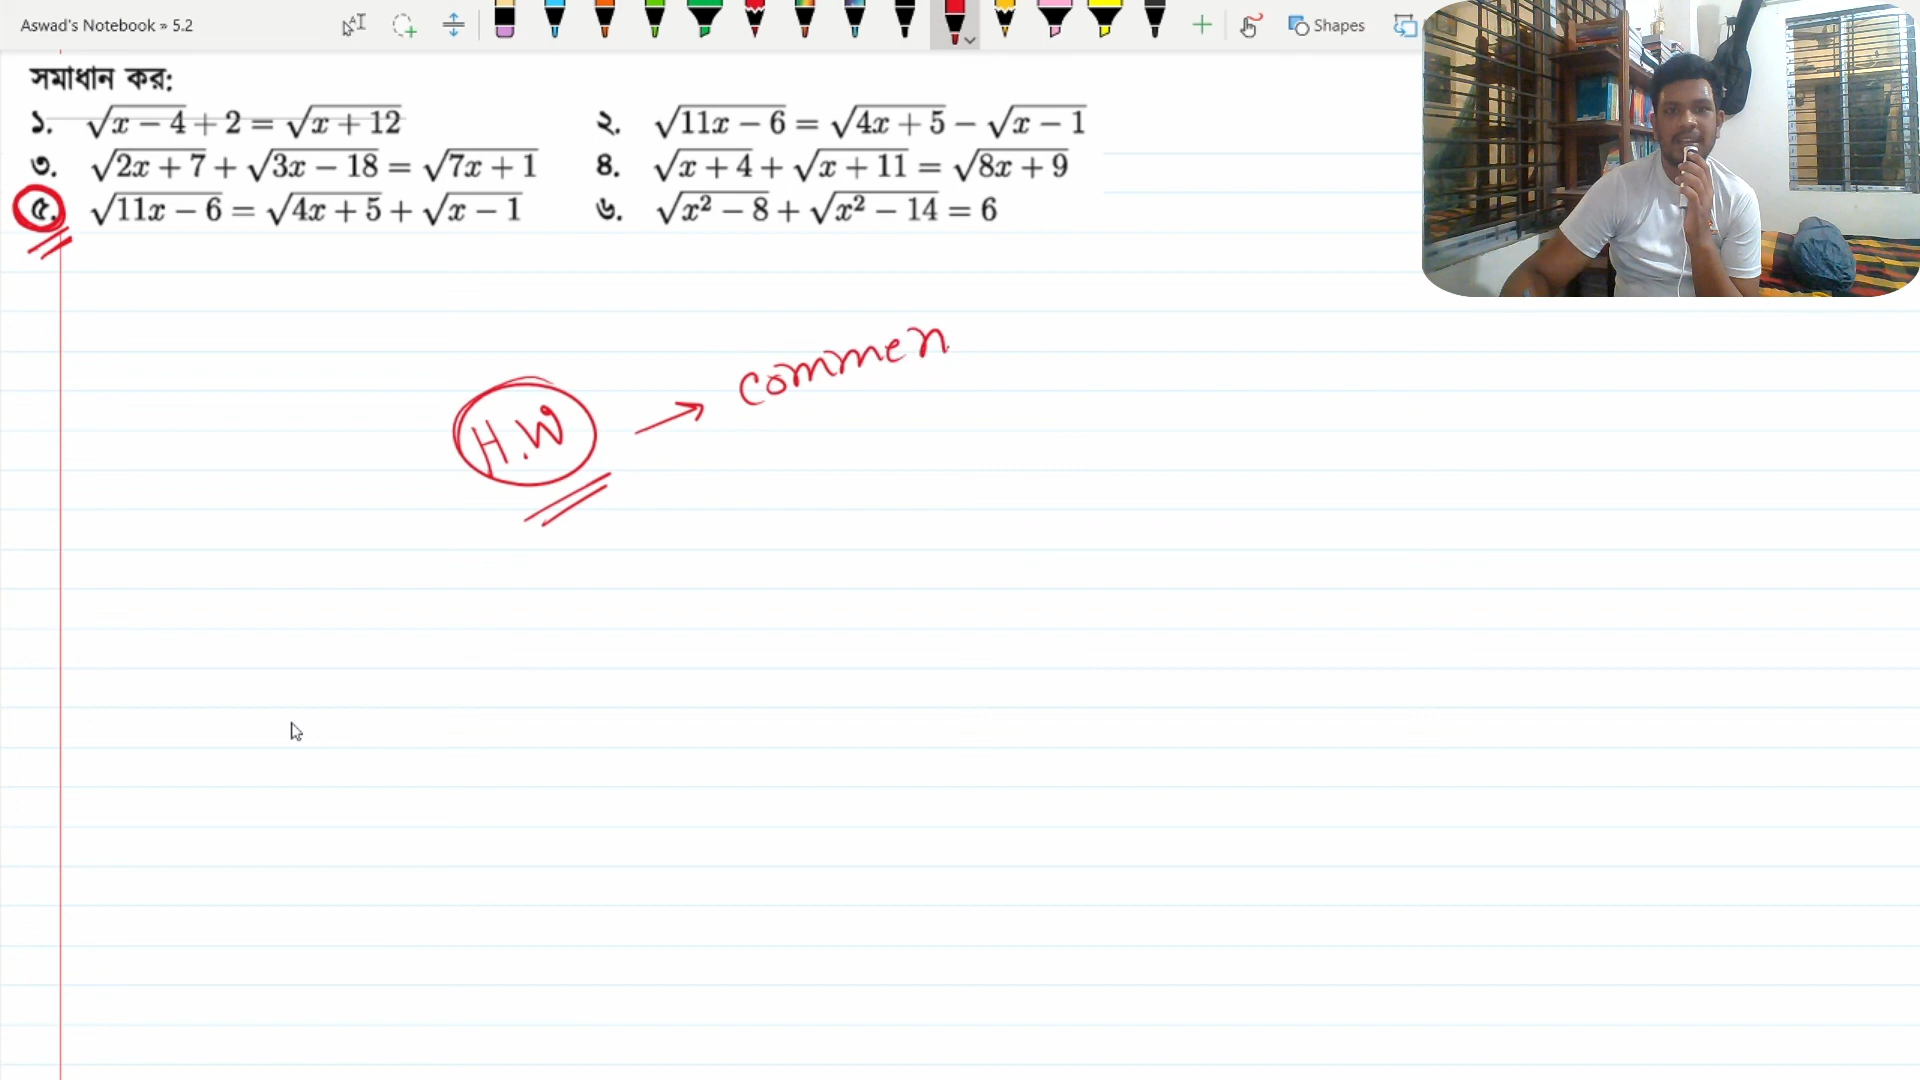 Aswad's Notebook » 5.2
Shapes
সমাধান কর:
১. √(x − 4) + 2 = √(x + 12) ২. √(11x − 6) = √(4x + 5) − √(x − 1)
৩. √(2x + 7) + √(3x − 18) = √(7x + 1) ৪. √(x + 4) + √(x + 11) = √(8x + 9)
৫. √(11x − 6) = √(4x + 5) + √(x − 1) ৬. √(x² − 8) + √(x² − 14) = 6
H.W → commen